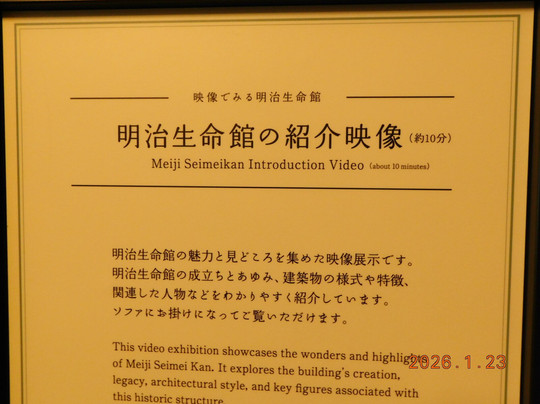 映像でみる明治生命館
明治生命館の紹介映像（約10分）
Meiji Seimeikan Introduction Video (about 10 minutes)
明治生命館の魅力と見どころを集めた映像展示です。
明治生命館の成立ちとあゆみ、建築物の様式や特徴、
関連した人物などをわかりやすく紹介しています。
ソファにお掛けになってご覧いただけます。
This video exhibition showcases the wonders and highlights
of Meiji Seimei Kan. It explores the building's creation,
legacy, architectural style, and key figures associated with
this historic structure.
2026.1.23